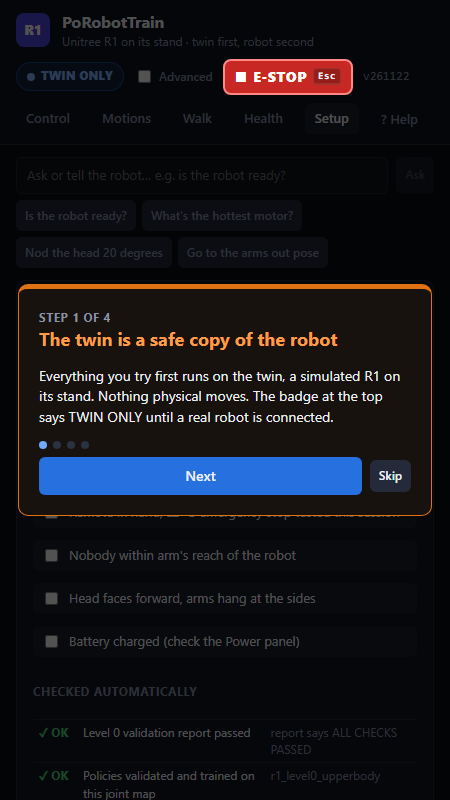 R1
PoRobotTrain
Unitree R1 on its stand · twin first, robot second
TWIN ONLY
Advanced
E-STOP Esc
v261122
Control Motions Walk Health Setup ? Help
Ask or tell the robot... e.g. is the robot ready?
Ask
Is the robot ready? What's the hottest motor?
Nod the head 20 degrees Go to the arms out pose
STEP 1 OF 4
The twin is a safe copy of the robot
Everything you try first runs on the twin, a simulated R1 on
its stand. Nothing physical moves. The badge at the top
says TWIN ONLY until a real robot is connected.
Next Skip
Nobody within arm's reach of the robot
Head faces forward, arms hang at the sides
Battery charged (check the Power panel)
CHECKED AUTOMATICALLY
✓ OK Level 0 validation report passed report says ALL CHECKS
PASSED
✓ OK Policies validated and trained on r1_level0_upperbody
this joint map